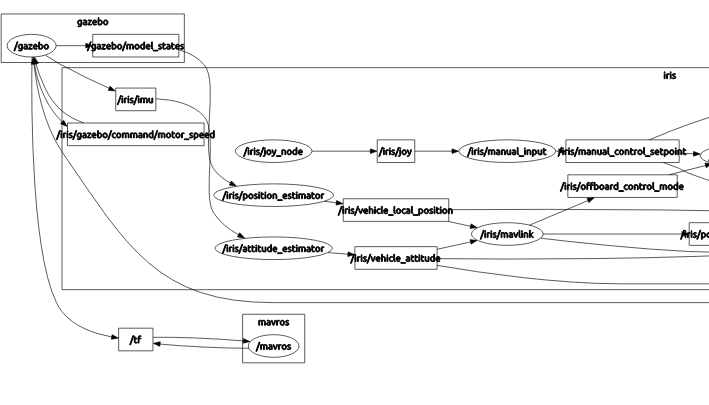 gazebo
/gazebo
/gazebo/model_states
iris
/iris/imu
/iris/gazebo/command/motor_speed
/iris/joy_node
/iris/joy
/iris/manual_input
/iris/manual_control_setpoint
/iris/offboard_control_mode
/iris/position_estimator
/iris/vehicle_local_position
/iris/mavlink
/iris/po
/iris/attitude_estimator
/iris/vehicle_attitude
mavros
/tf
/mavros